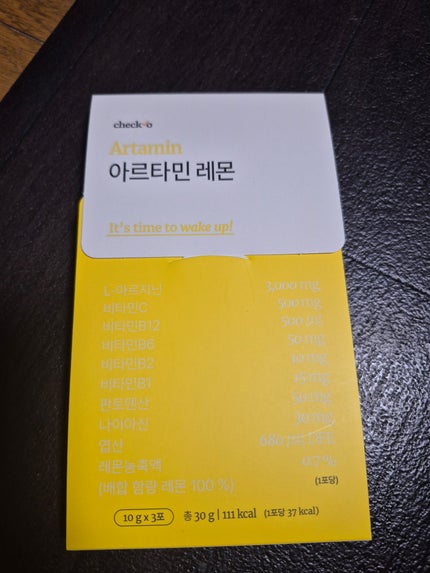 check·b
Artamin
아르타민 레몬
It's time to wake up!
L-아르지닌 3,000 mg
비타민C 500 mg
비타민B12 500 μg
비타민B6 50 mg
비타민B2
비타민B1
판토텐산 50 mg
나이아신 30 mg
엽산 680 μg DFE
레몬농축액 0.7 %
(배합 함량 레몬 100 %) (1포당)
10 g x 3포 총 30 g | 111 kcal (1포당 37 kcal)